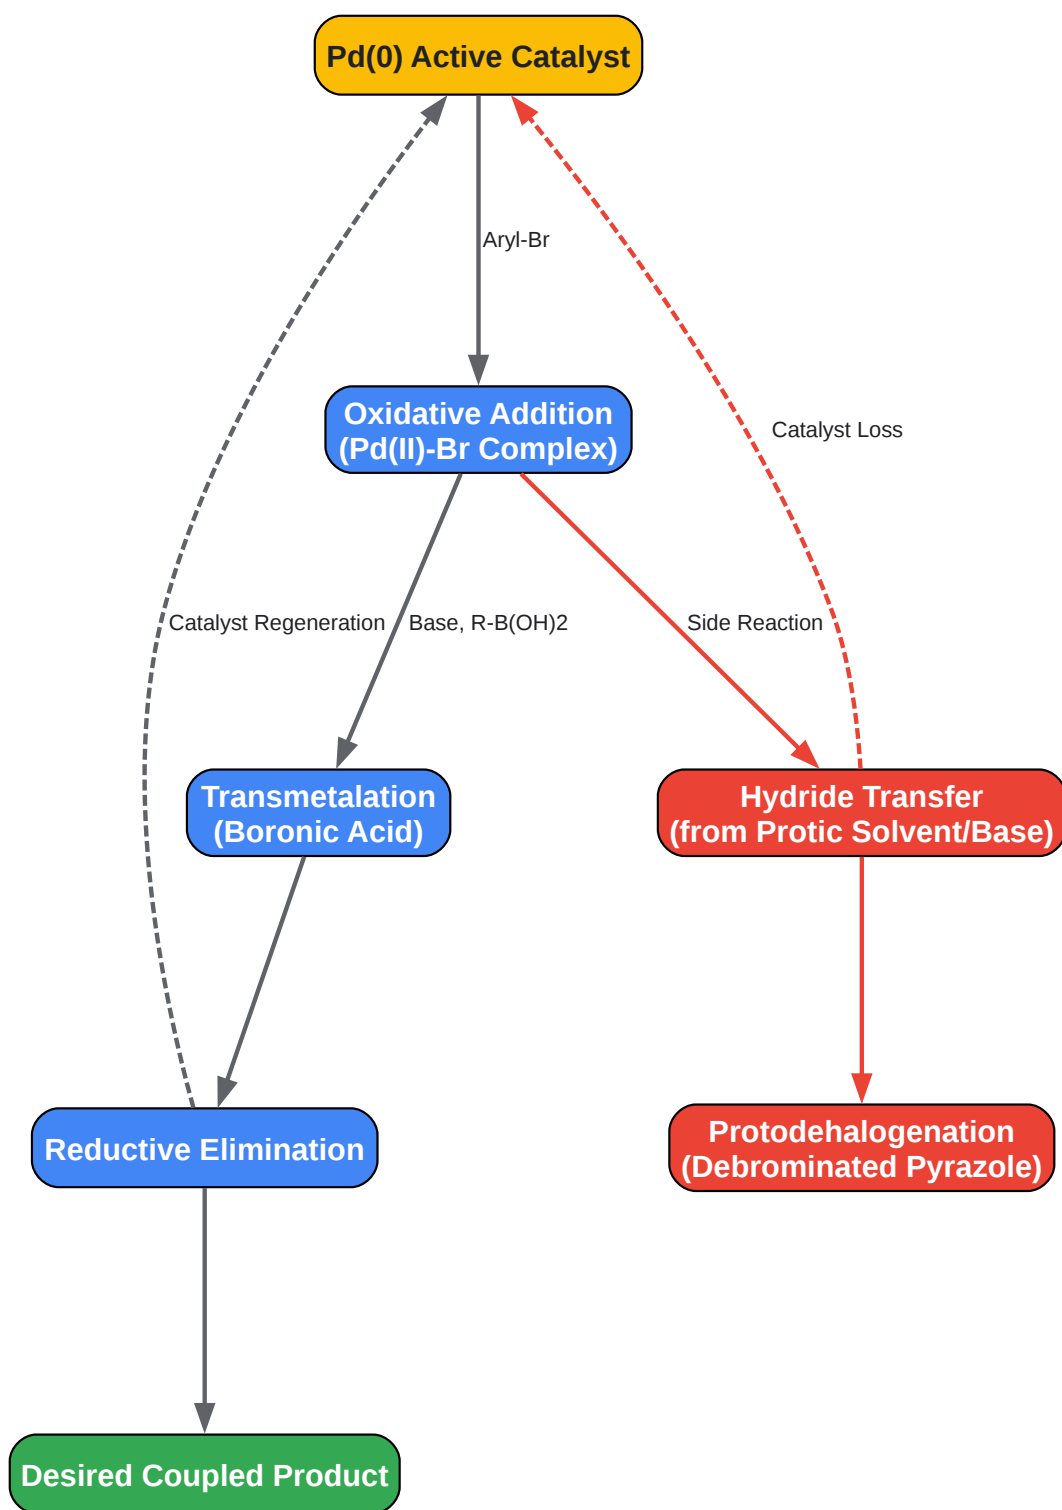 Pd(0) Active Catalyst
Aryl-Br
Oxidative Addition
(Pd(II)-Br Complex)
Catalyst Loss
Catalyst Regeneration
Base, R-B(OH)2
Side Reaction
Transmetalation
(Boronic Acid)
Hydride Transfer
(from Protic Solvent/Base)
Reductive Elimination
Protodehalogenation
(Debrominated Pyrazole)
Desired Coupled Product